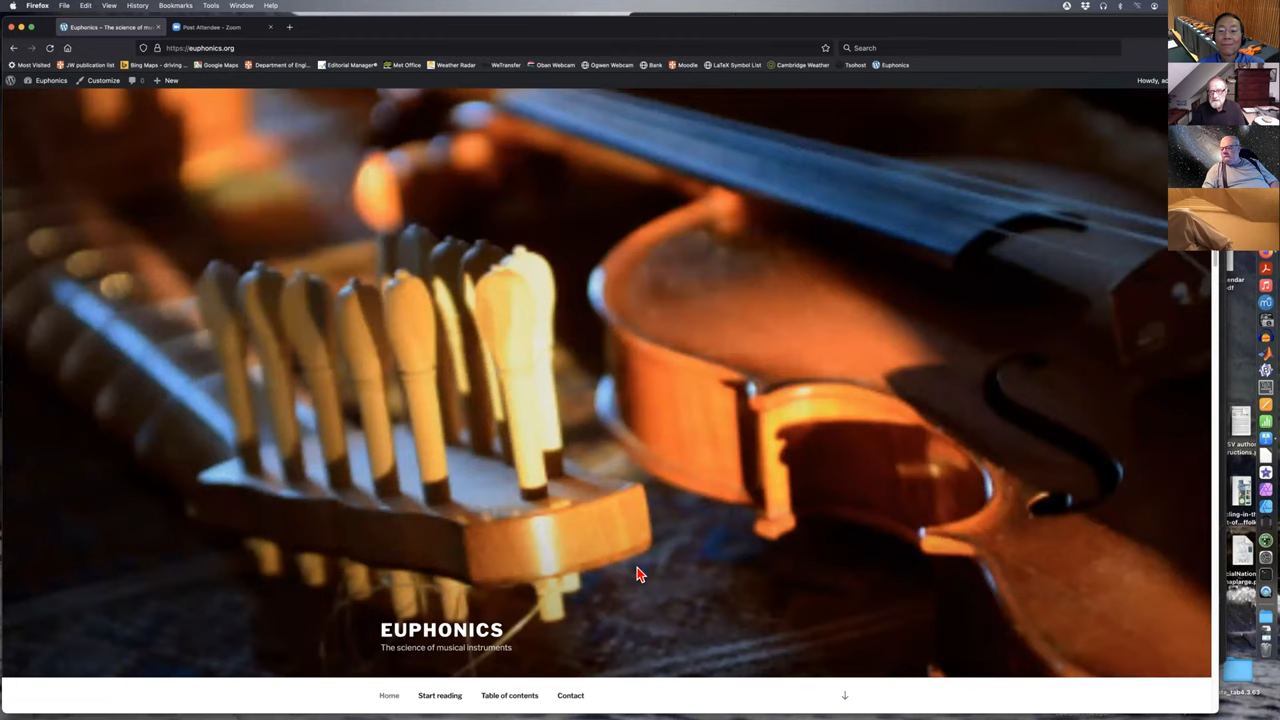 Firefox File Edit View History Bookmarks Tools Window Help
Euphonics – The science of mu
Post Attendee - Zoom
https://euphonics.org
Search
Most Visited JW publication list Bing Maps - driving ... Google Maps Department of Engi... Editorial Manager® Met Office Weather Radar WeTransfer Oban Webcam Ogwen Webcam Bank Moodle LaTeX Symbol List Cambridge Weather Tsohost Euphonics
Euphonics Customize 0 New
Howdy, ad
EUPHONICS
The science of musical instruments
Home Start reading Table of contents Contact